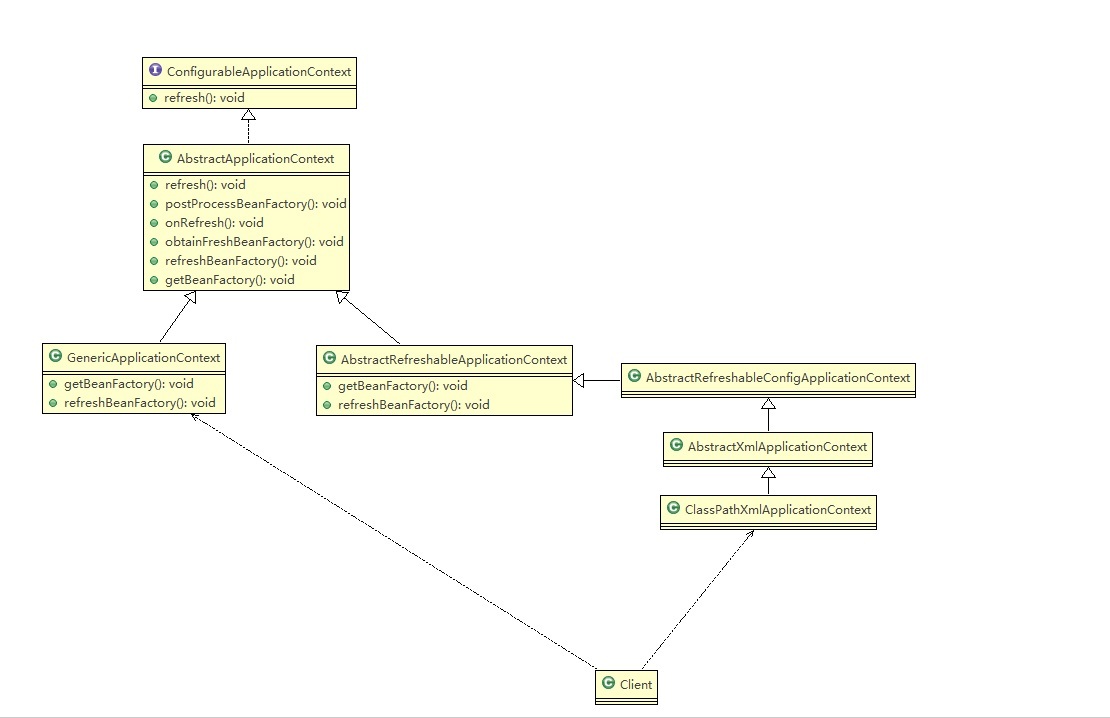 ConfigurableApplicationContext
refresh(): void
AbstractApplicationContext
refresh(): void
postProcessBeanFactory(): void
onRefresh(): void
obtainFreshBeanFactory(): void
refreshBeanFactory(): void
getBeanFactory(): void
GenericApplicationContext
getBeanFactory(): void
refreshBeanFactory(): void
AbstractRefreshableApplicationContext
getBeanFactory(): void
refreshBeanFactory(): void
AbstractRefreshableConfigApplicationContext
AbstractXmlApplicationContext
ClassPathXmlApplicationContext
Client